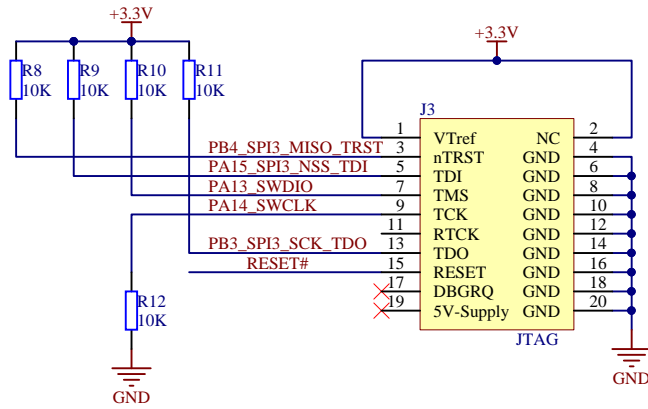 +3.3V
+3.3V
R8
10K
R9
10K
R10
10K
R11
10K
J3
1 VTref NC 2
PB4_SPI3_MISO_TRST 3 nTRST GND 4
PA15_SPI3_NSS_TDI 5 TDI GND 6
PA13_SWDIO 7 TMS GND 8
PA14_SWCLK 9 TCK GND 10
11 RTCK GND 12
PB3_SPI3_SCK_TDO 13 TDO GND 14
RESET# 15 RESET GND 16
17 DBGRQ GND 18
19 5V-Supply GND 20
R12
10K
JTAG
GND
GND